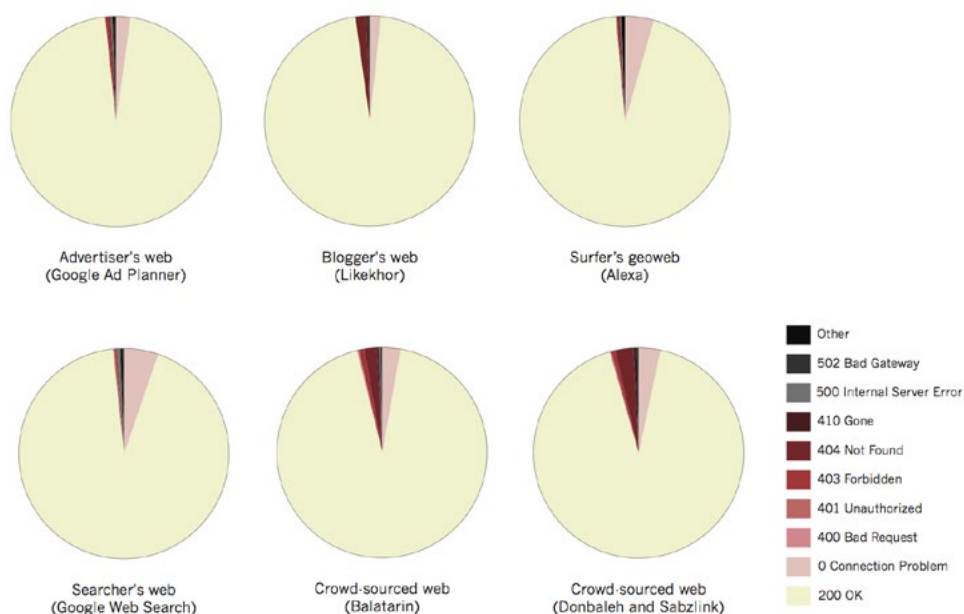 Advertiser's web
(Google Ad Planner)
Blogger's web
(Likekhor)
Surfer's geoweb
(Alexa)
Searcher's web
(Google Web Search)
Crowd-sourced web
(Balatarin)
Crowd-sourced web
(Donbaleh and Sabzlink)
Other
502 Bad Gateway
500 Internal Server Error
410 Gone
404 Not Found
403 Forbidden
401 Unauthorized
400 Bad Request
0 Connection Problem
200 OK